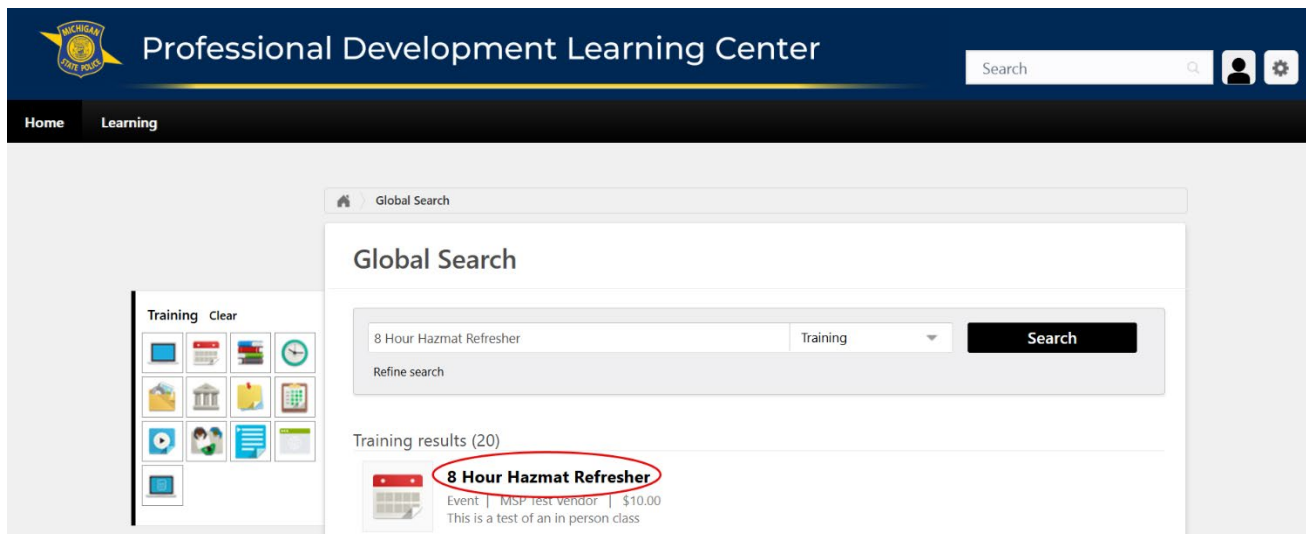 MICHIGAN
STATE POLICE
Professional Development Learning Center
Search
Home Learning
Global Search
Global Search
Training Clear
8 Hour Hazmat Refresher Training Search
Refine search
Training results (20)
8 Hour Hazmat Refresher
Event | MSP Test Vendor | $10.00
This is a test of an in person class